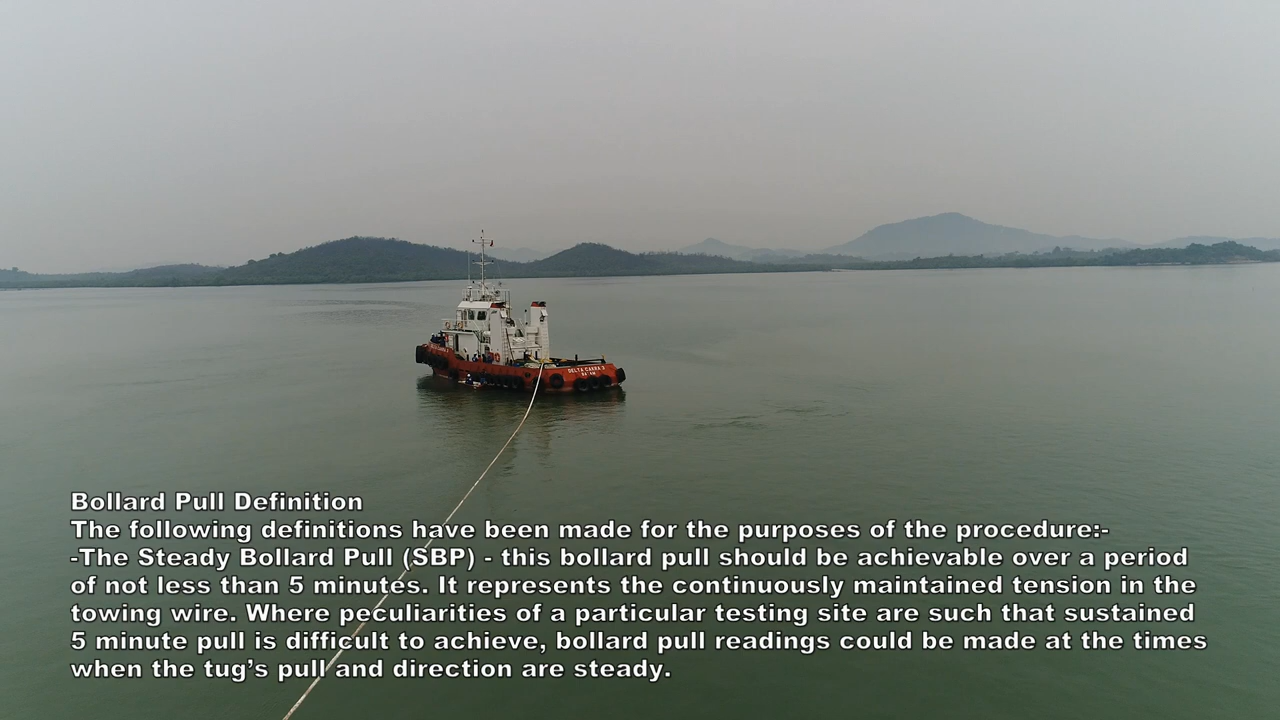 DELTA CAKRA
Bollard Pull Definition
The following definitions have been made for the purposes of the procedure:-
-The Steady Bollard Pull (SBP) - this bollard pull should be achievable over a period
of not less than 5 minutes. It represents the continuously maintained tension in the
towing wire. Where peculiarities of a particular testing site are such that sustained
5 minute pull is difficult to achieve, bollard pull readings could be made at the times
when the tug’s pull and direction are steady.